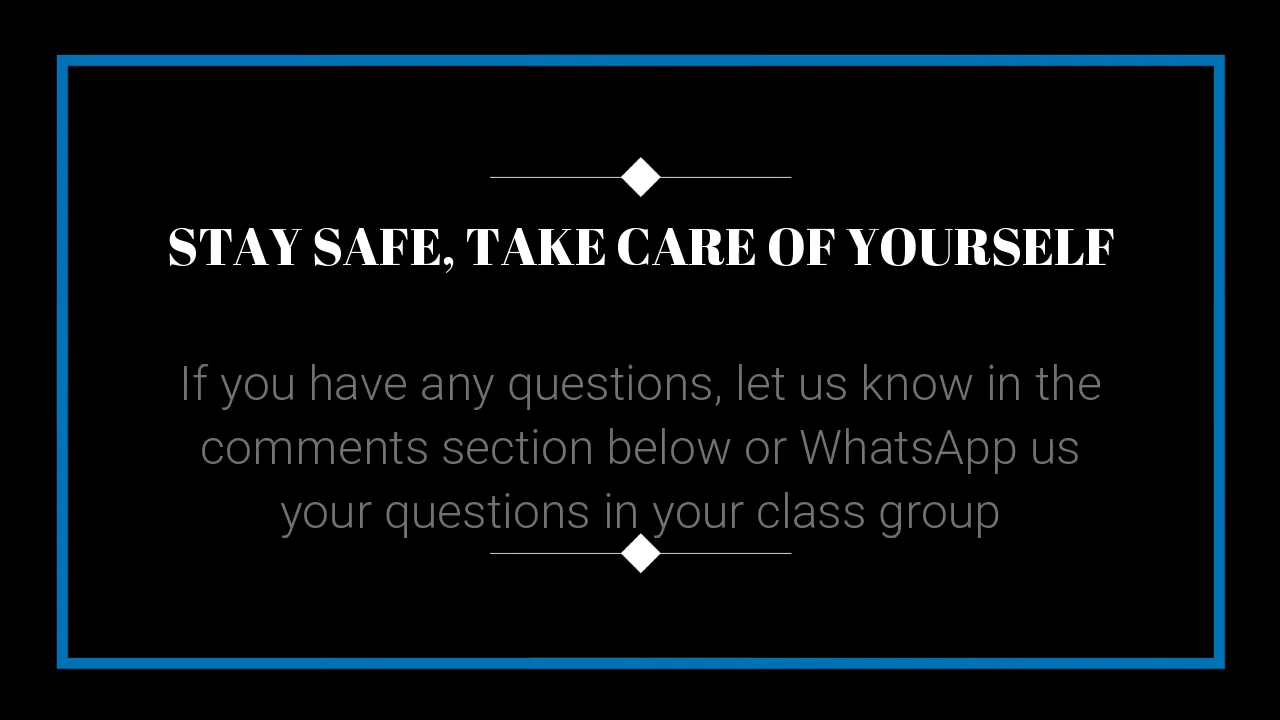 STAY SAFE, TAKE CARE OF YOURSELF
If you have any questions, let us know in the
comments section below or WhatsApp us
your questions in your class group